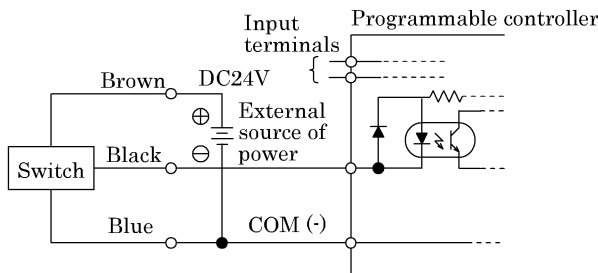 Programmable controller
Input
terminals
Brown
DC24V
⊕
External
source of
power
⊖
Switch
Black
Blue
COM (-)